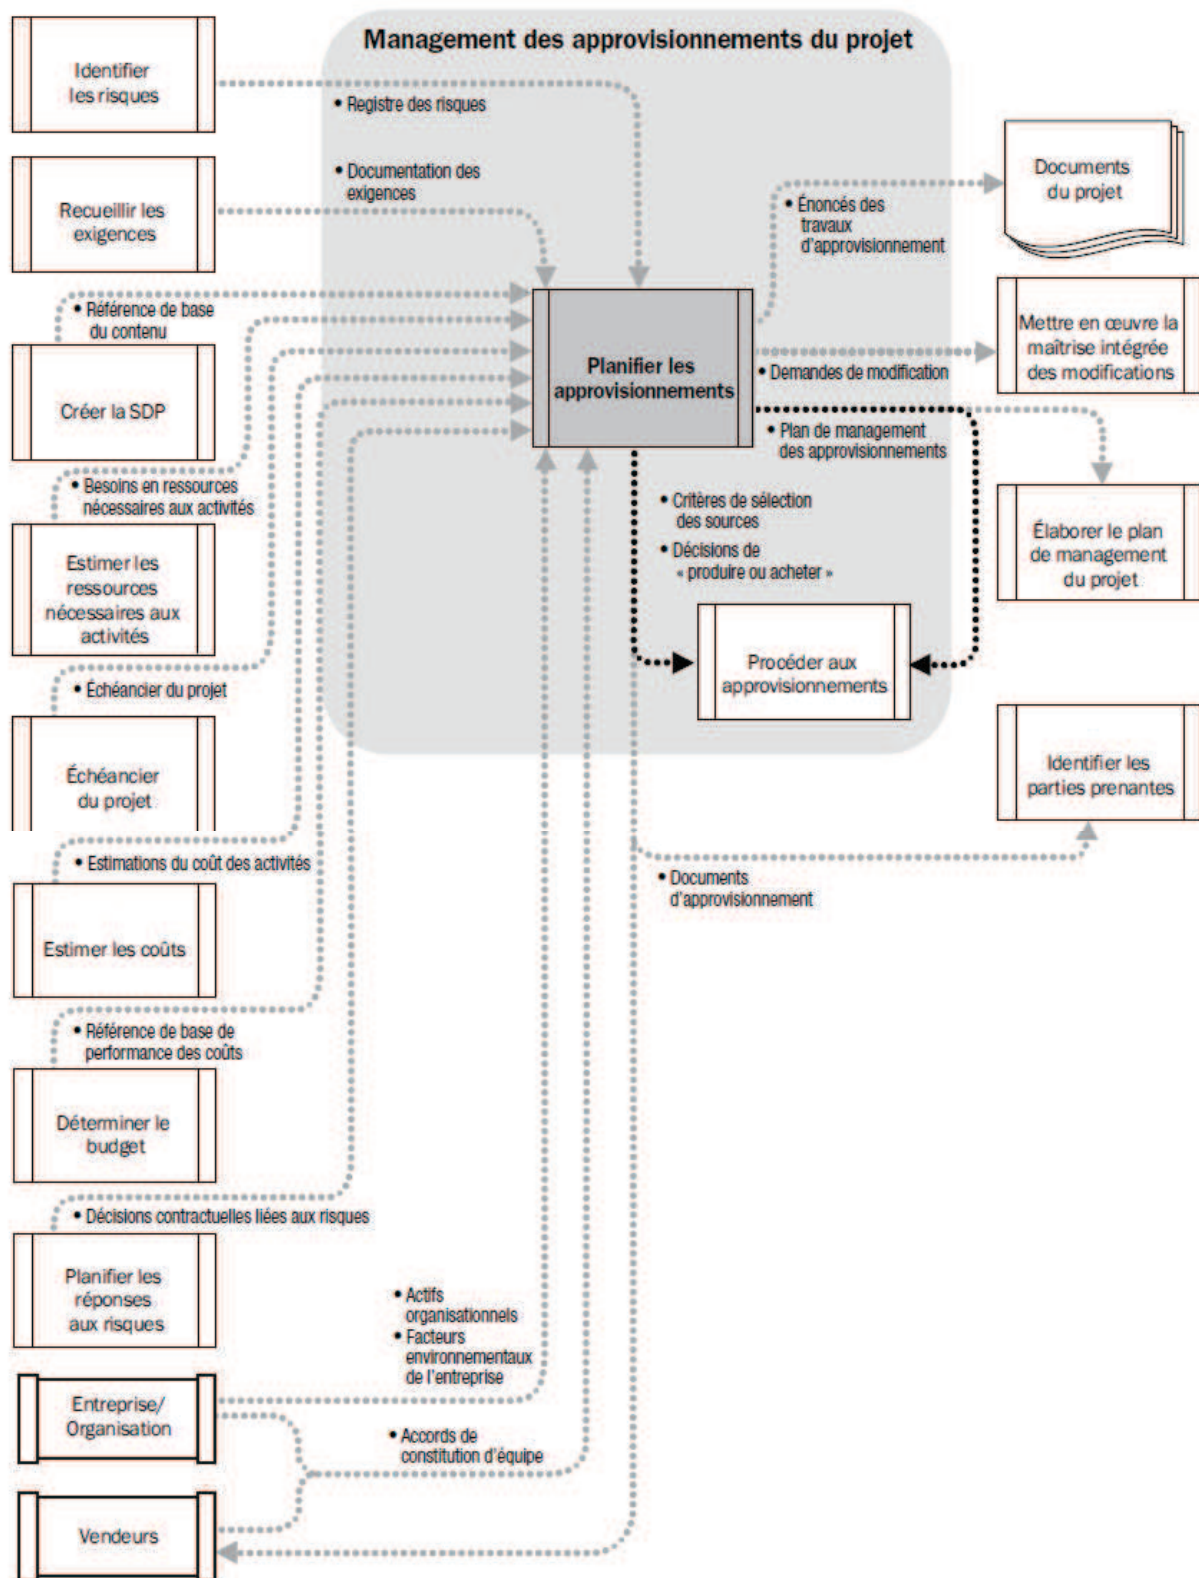 Management des approvisionnements du projet
Identifier
les risques
• Registre des risques
Recueillir les
exigences
• Documentation des
exigences
• Référence de base
du contenu
Créer la SDP
• Besoins en ressources
nécessaires aux activités
Estimer les
ressources
nécessaires aux
activités
• Échéancier du projet
Échéancier
du projet
• Estimations du coût des activités
Estimer les coûts
• Référence de base de
performance des coûts
Déterminer le
budget
• Décisions contractuelles liées aux risques
Planifier les
réponses
aux risques
Entreprise/
Organisation
• Actifs
organisationnels
• Facteurs
environnementaux
de l'entreprise
• Accords de
constitution d'équipe
Vendeurs
Planifier les
approvisionnements
• Énoncés des
travaux
d'approvisionnement
Documents
du projet
• Demandes de modification
Mettre en œuvre la
maîtrise intégrée
des modifications
• Plan de management
des approvisionnements
Élaborer le plan
de management
du projet
• Critères de sélection
des sources
• Décisions de
« produire ou acheter »
Procéder aux
approvisionnements
Identifier les
parties prenantes
• Documents
d'approvisionnement